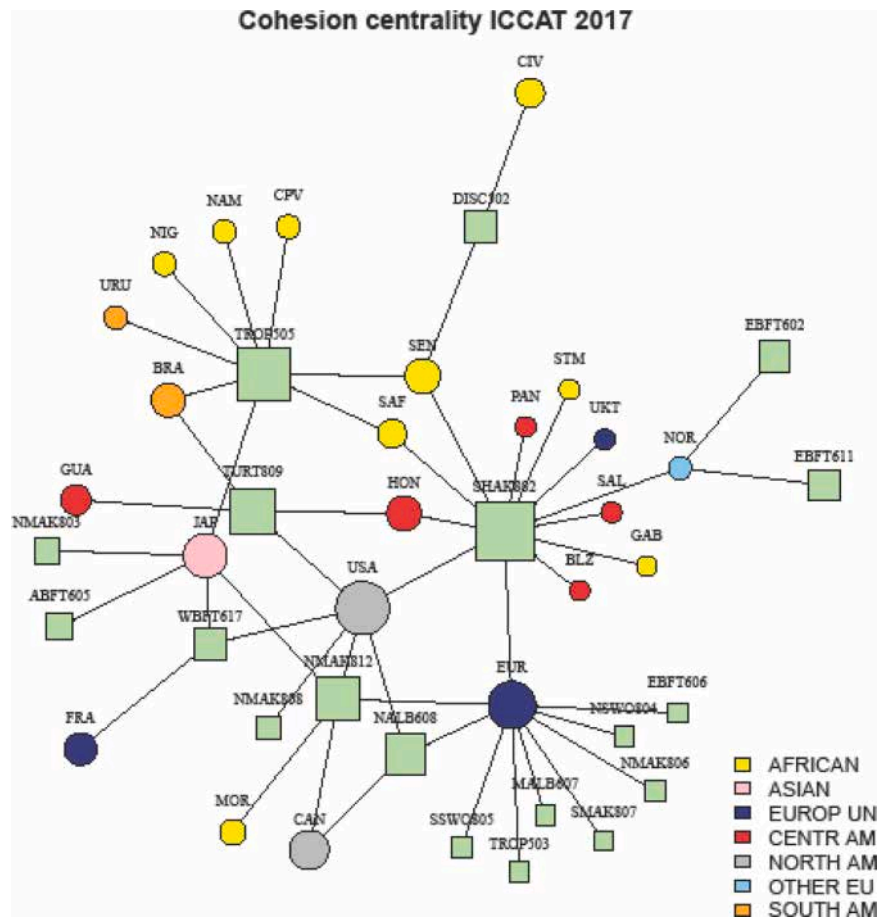 Cohesion centrality ICCAT 2017
CIV
DISC502
CPV
NAM
NIG
URU
TROP505
EBFT602
SEN
STM
BRA
PAN
UKT
SAF
NOR
EBFT611
GUA
TURT809
HON
SHAK882
SAL
NMAK803
JAP
GAB
USA
BLZ
ABFT605
WBFT617
NMAK812
EUR
EBFT606
NMAK808
NALB608
NSWO804
FRA
NMAK806
MALB607
MOR
CAN
SSWO805
SMAK807
TROP503
AFRICAN
ASIAN
EUROP UN
CENTR AM
NORTH AM
OTHER EU
SOUTH AM